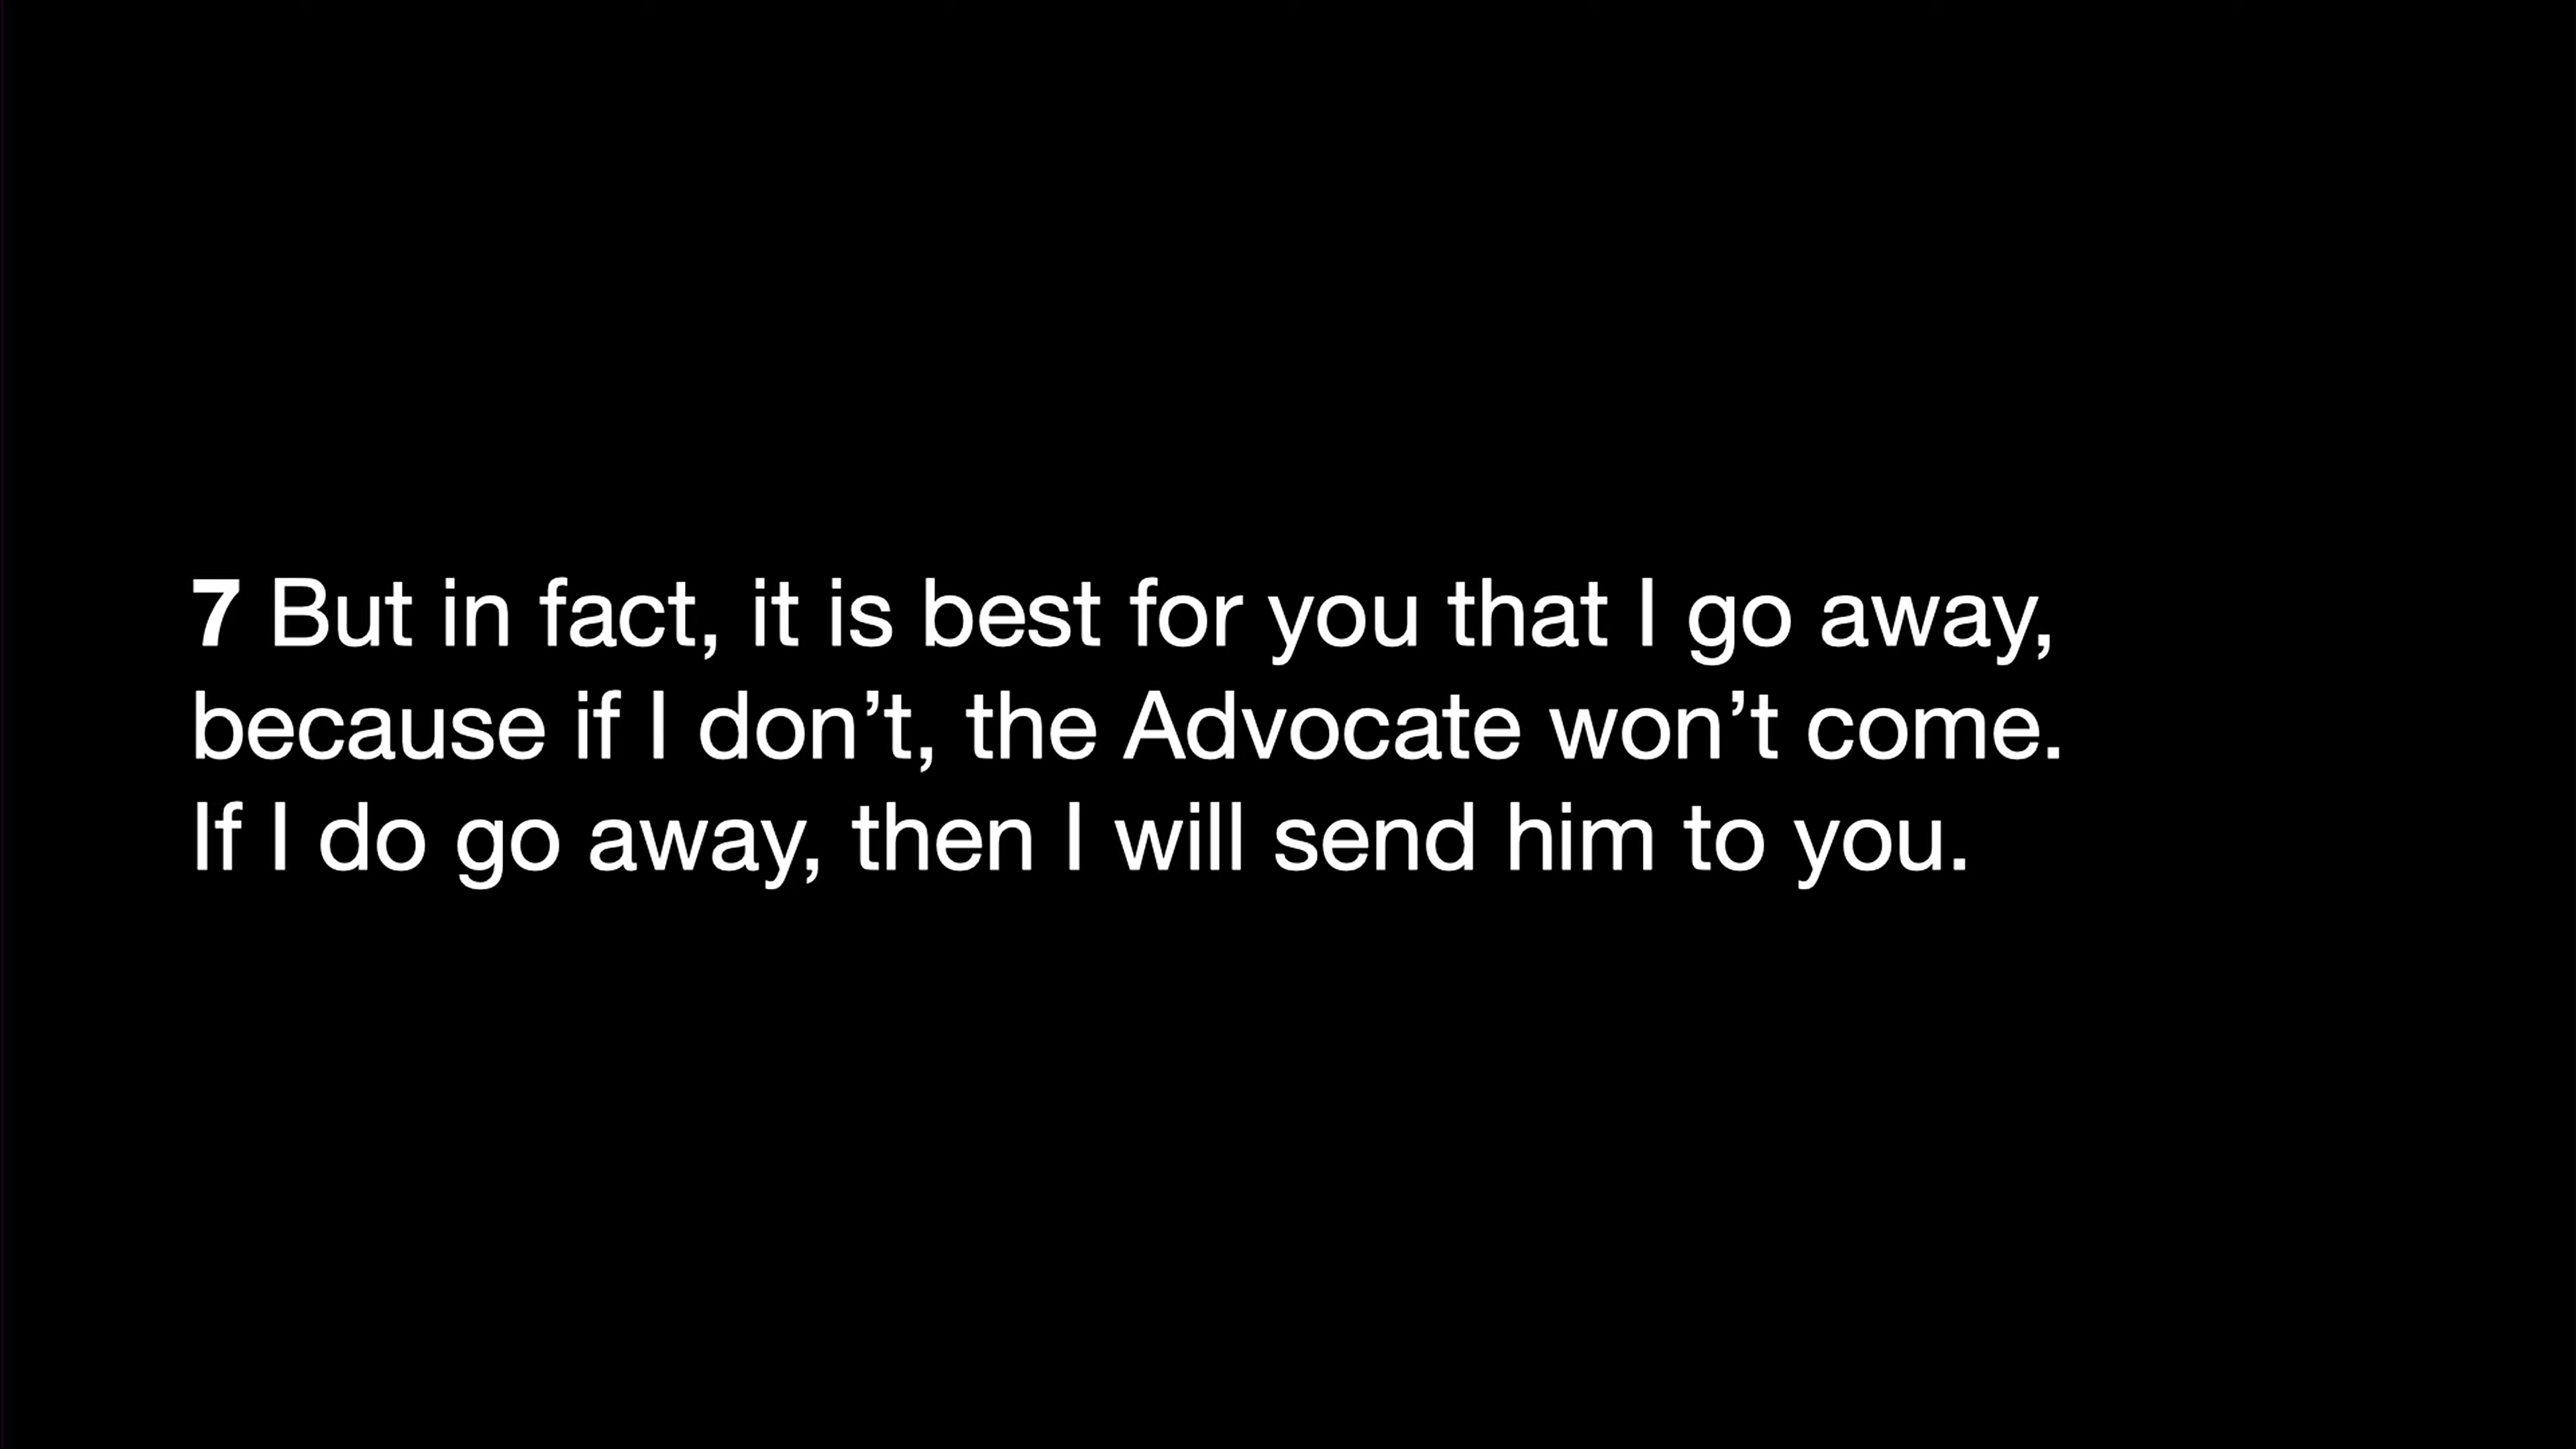 7 But in fact, it is best for you that I go away,
because if I don’t, the Advocate won’t come.
If I do go away, then I will send him to you.